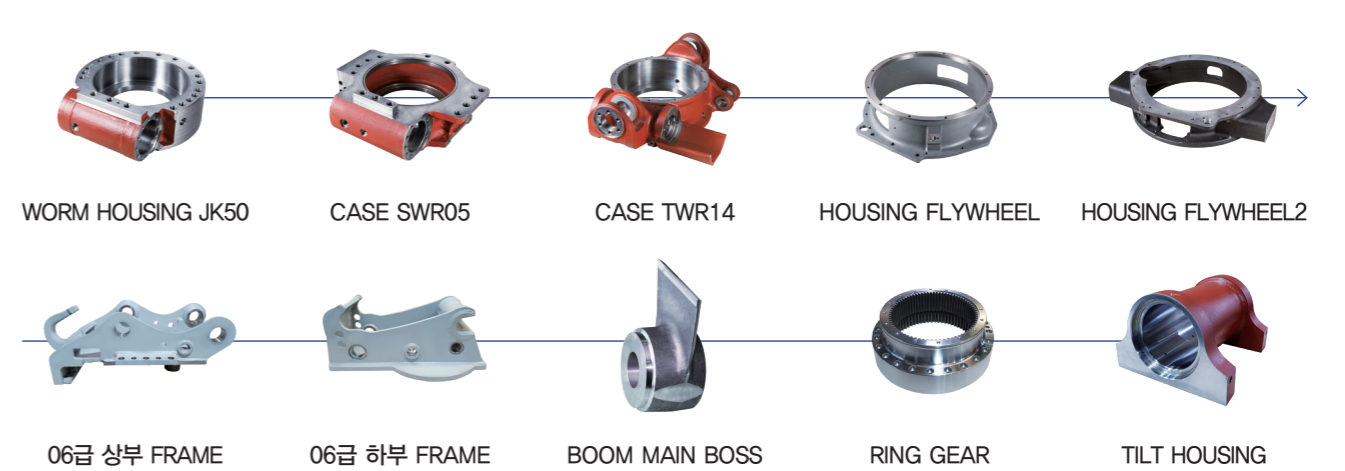 WORM HOUSING JK50
CASE SWR05
CASE TWR14
HOUSING FLYWHEEL
HOUSING FLYWHEEL2
06급 상부 FRAME
06급 하부 FRAME
BOOM MAIN BOSS
RING GEAR
TILT HOUSING